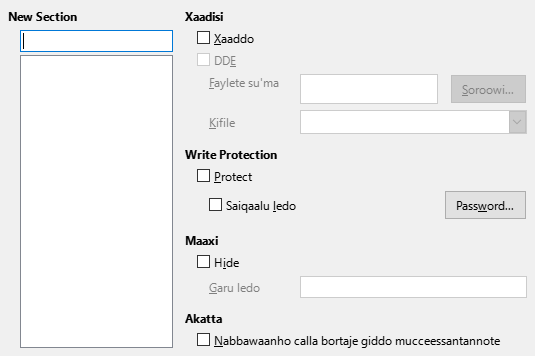 New Section
Xaadisi
Xaaddo
DDE
Faylete su'ma
Soroowi...
Kifile
Write Protection
Protect
Saiqaalu ledo
Password...
Maaxi
Hide
Garu ledo
Akatta
Nabbawaanho calla bortaje giddo mucceessantannote